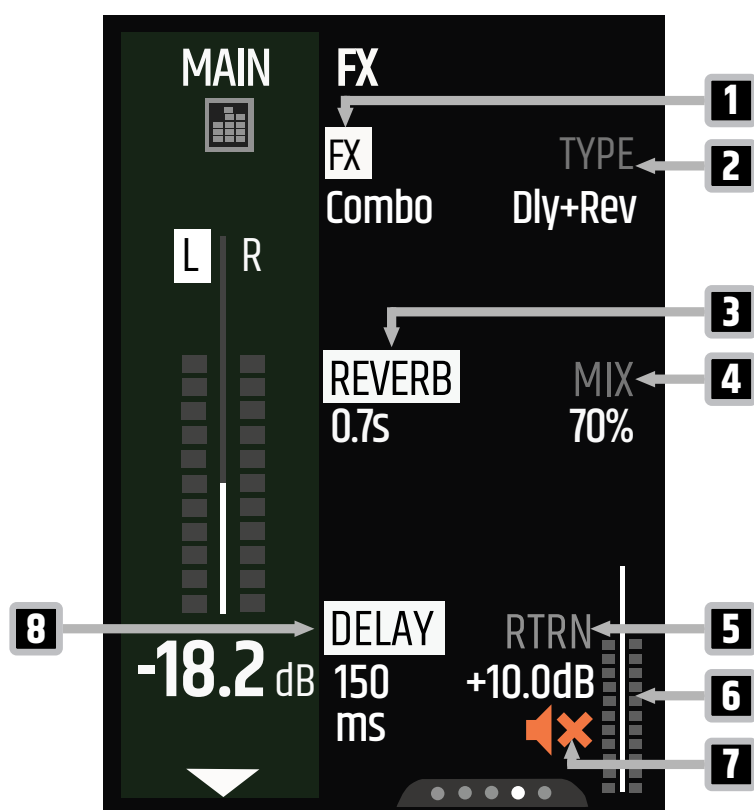 MAIN FX
1
FX TYPE
2
Combo Dly+Rev
L R
3
REVERB MIX
4
0.7s 70%
8
DELAY RTRN
5
-18.2 dB
150 +10.0dB
6
ms
7